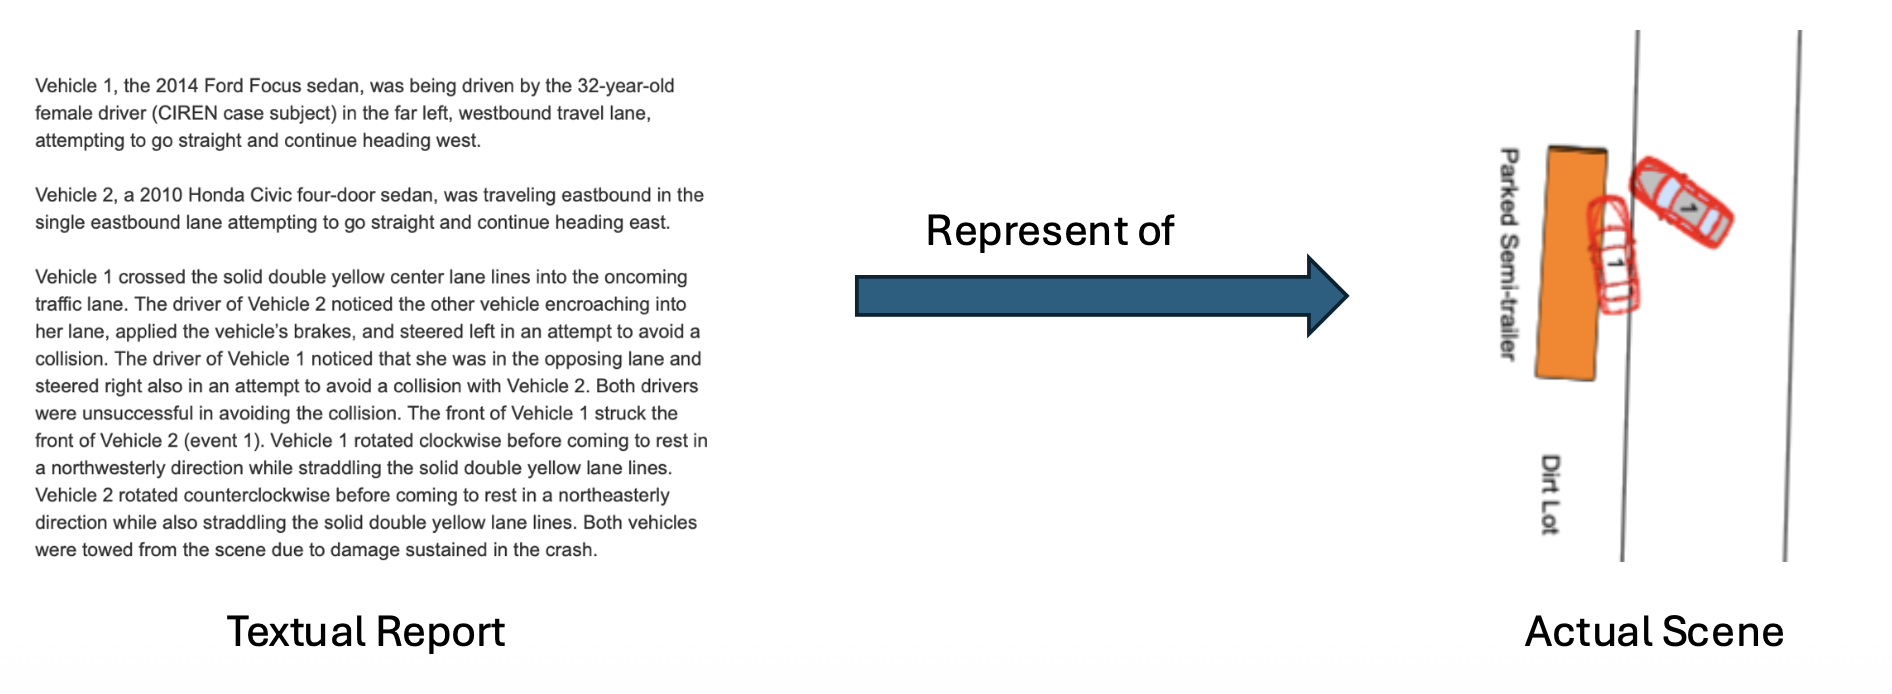 Vehicle 1, the 2014 Ford Focus sedan, was being driven by the 32-year-old
female driver (CIREN case subject) in the far left, westbound travel lane,
attempting to go straight and continue heading west.
Vehicle 2, a 2010 Honda Civic four-door sedan, was traveling eastbound in the
single eastbound lane attempting to go straight and continue heading east.
Vehicle 1 crossed the solid double yellow center lane lines into the oncoming
traffic lane. The driver of Vehicle 2 noticed the other vehicle encroaching into
her lane, applied the vehicle's brakes, and steered left in an attempt to avoid a
collision. The driver of Vehicle 1 noticed that she was in the opposing lane and
steered right also in an attempt to avoid a collision with Vehicle 2. Both drivers
were unsuccessful in avoiding the collision. The front of Vehicle 1 struck the
front of Vehicle 2 (event 1). Vehicle 1 rotated clockwise before coming to rest in
a northwesterly direction while straddling the solid double yellow lane lines.
Vehicle 2 rotated counterclockwise before coming to rest in a northeasterly
direction while also straddling the solid double yellow lane lines. Both vehicles
were towed from the scene due to damage sustained in the crash.
Textual Report
Represent of
Parked Semi-trailer
1
1
Dirt Lot
Actual Scene